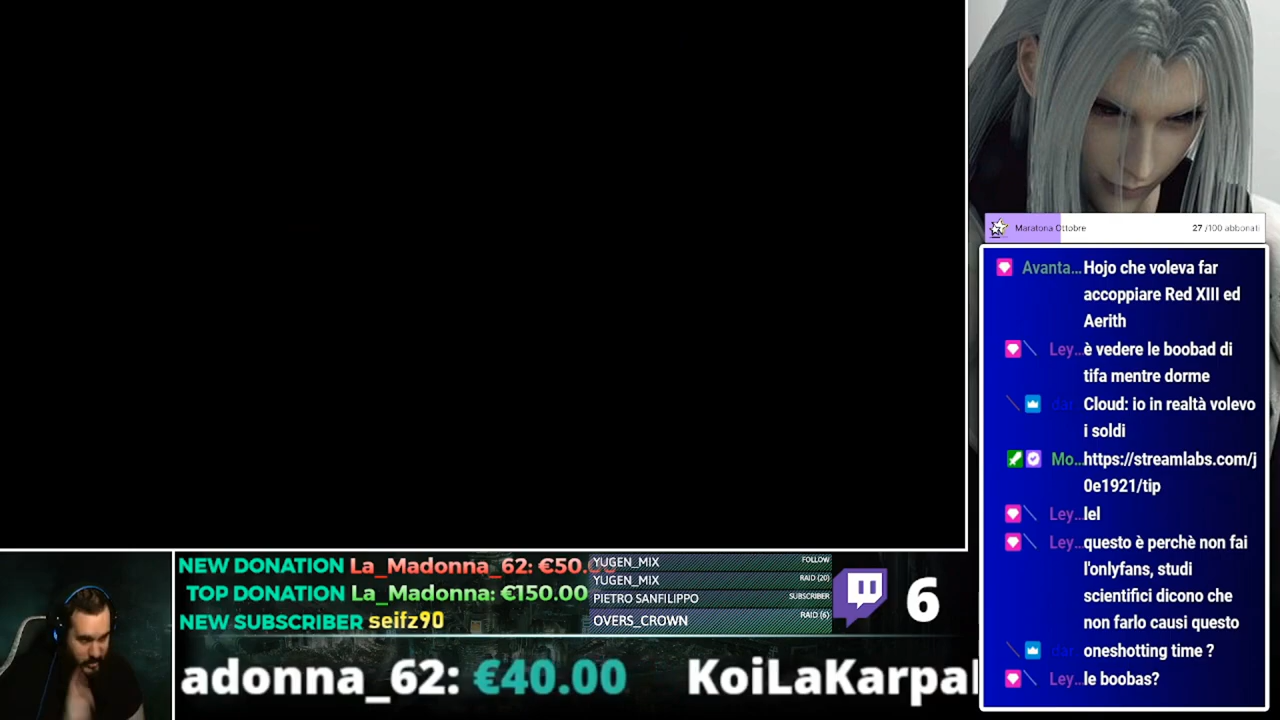 Maratona Ottobre 27 /100 abbonati
Avanta... Hojo che voleva far
accoppiare Red XIII ed
Aerith
Ley... è vedere le boobad di
tifa mentre dorme
dar Cloud: io in realtà volevo
i soldi
Mo... https://streamlabs.com/j
0e1921/tip
Ley... lel
Ley... questo è perchè non fai
l'onlyfans, studi
scientifici dicono che
non farlo causi questo
dar oneshotting time ?
Ley... le boobas?
NEW DONATION La_Madonna_62: €50.
TOP DONATION La_Madonna: €150.00
NEW SUBSCRIBER seifz90
YUGEN_MIX FOLLOW
YUGEN_MIX RAID (20)
PIETRO SANFILIPPO SUBSCRIBER
OVERS_CROWN RAID (6)
6
adonna_62: €40.00 KoiLaKarpal